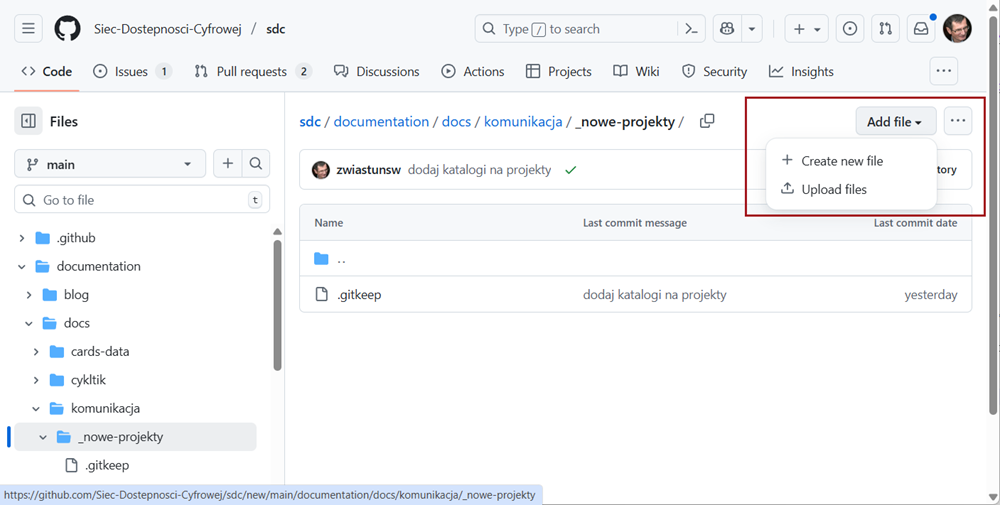 Siec-Dostepnosci-Cyfrowej / sdc
Type / to search
Code
Issues 1
Pull requests 2
Discussions
Actions
Projects
Wiki
Security
Insights
Files
main
Go to file t
.github
documentation
blog
docs
cards-data
cykltik
komunikacja
_nowe-projekty
.gitkeep
sdc / documentation / docs / komunikacja / _nowe-projekty /
Add file
Create new file
Upload files
zwiastunsw dodaj katalogi na projekty
Name Last commit message Last commit date
..
.gitkeep dodaj katalogi na projekty yesterday
https://github.com/Siec-Dostepnosci-Cyfrowej/sdc/new/main/documentation/docs/komunikacja/_nowe-projekty